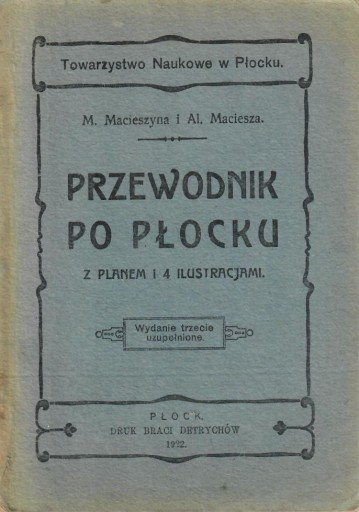 Towarzystwo Naukowe w Płocku.
M. Macieszyna i Al. Maciesza.
PRZEWODNIK
PO PŁOCKU
Z PLANEM I 4 ILUSTRACJAMI.
Wydanie trzecie
uzupełnione.
PŁOCK.
DRUK BRACI DETRYCHÓW
1922.